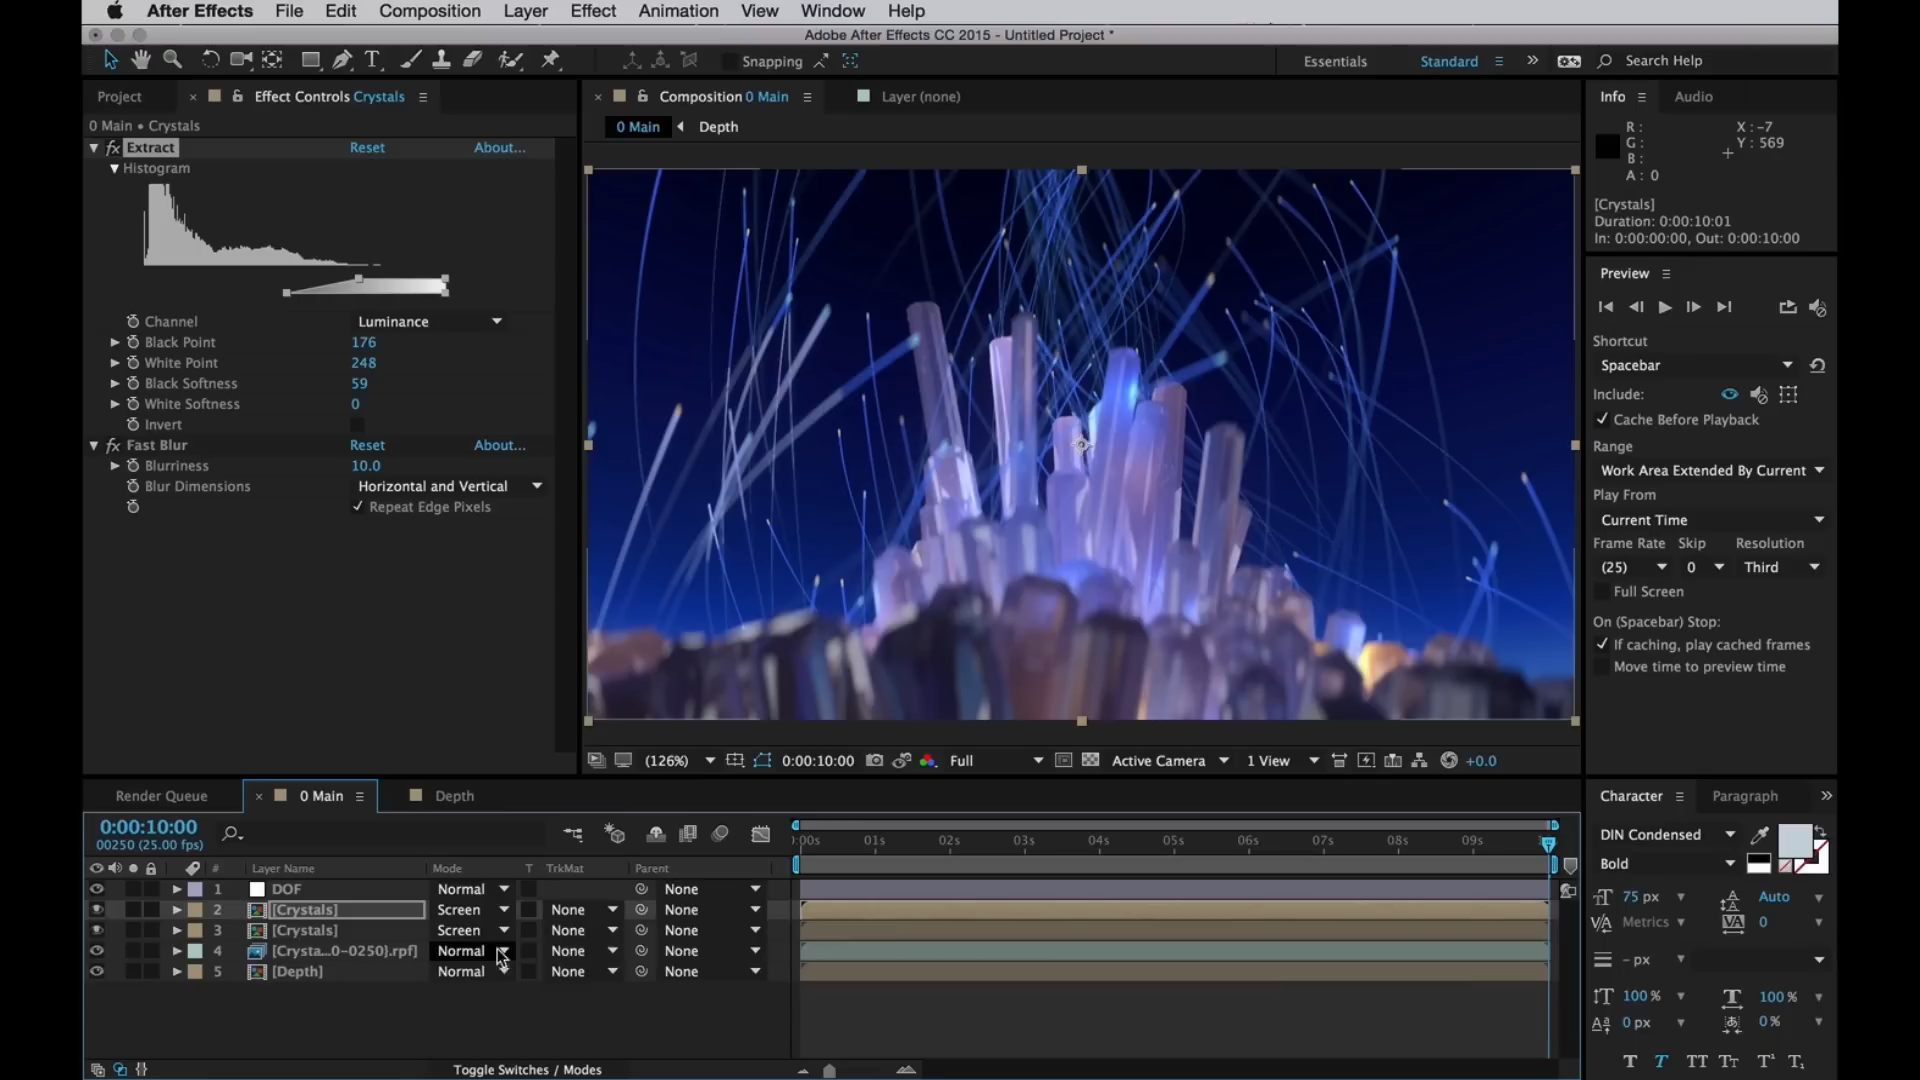 After Effects File Edit Composition Layer Effect Animation View Window Help
Adobe After Effects CC 2015 - Untitled Project *
Snapping Essentials Standard Search Help
Project Effect Controls Crystals
0 Main • Crystals
fx Extract Reset About...
Histogram
Channel Luminance
Black Point 176
White Point 248
Black Softness 59
White Softness 0
Invert
fx Fast Blur Reset About...
Blurriness 10.0
Blur Dimensions Horizontal and Vertical
Repeat Edge Pixels
Composition 0 Main Layer (none)
0 Main Depth
(126%) 0:00:10:00 Full Active Camera 1 View +0.0
Info Audio
R : X : -7
G : Y : 569
B :
A : 0
[Crystals]
Duration: 0:00:10:01
In: 0:00:00:00, Out: 0:00:10:00
Preview
Shortcut
Spacebar
Include:
Cache Before Playback
Range
Work Area Extended By Current
Play From
Current Time
Frame Rate Skip Resolution
(25) 0 Third
Full Screen
On (Spacebar) Stop:
If caching, play cached frames
Move time to preview time
Render Queue 0 Main Depth
0:00:10:00
00250 (25.00 fps)
:00s 01s 02s 03s 04s 05s 06s 07s 08s 09s
# Layer Name Mode T TrkMat Parent
1 DOF Normal None
2 [Crystals] Screen None None
3 [Crystals] Screen None None
4 [Crysta...0-0250}.rpf] Normal None None
5 [Depth] Normal None None
Toggle Switches / Modes
Character Paragraph
DIN Condensed
Bold
75 px Auto
Metrics 0
- px
100 % 100 %
0 px 0 %
T T TT Tt T¹ T₁